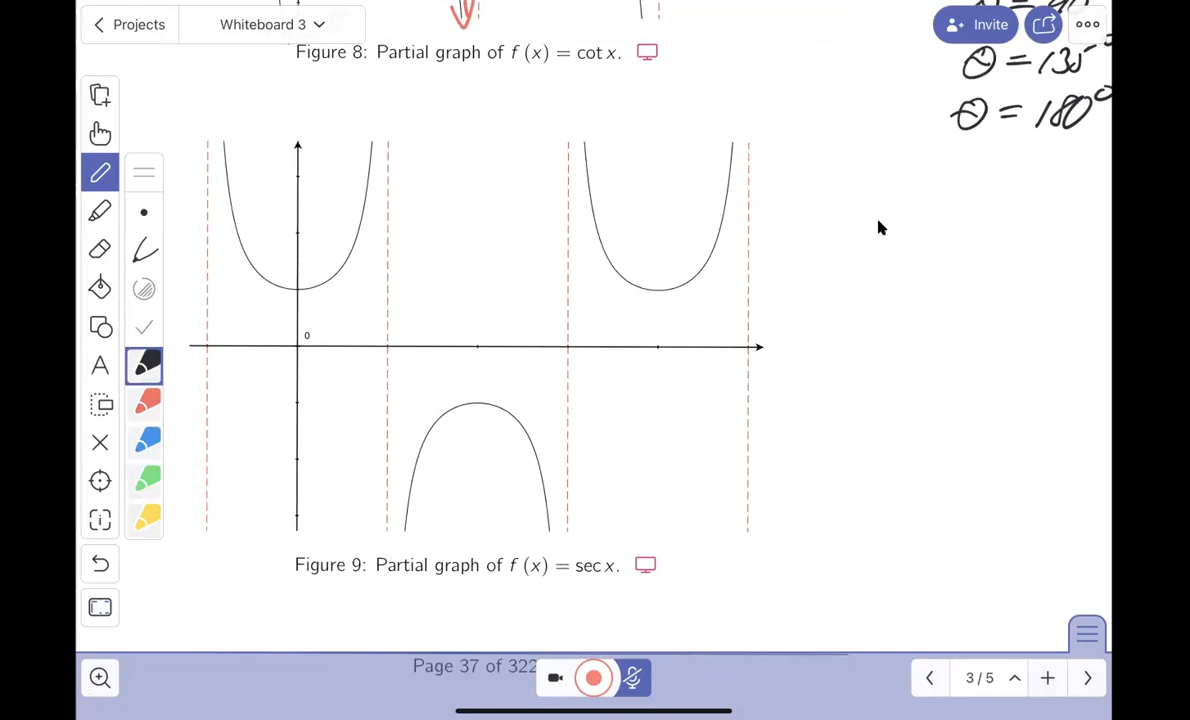 Projects
Whiteboard 3
Invite
Figure 8: Partial graph of f (x) = cot x.
θ = 135°
θ = 180°
0
A
Figure 9: Partial graph of f (x) = sec x.
Page 37 of 322
3 / 5